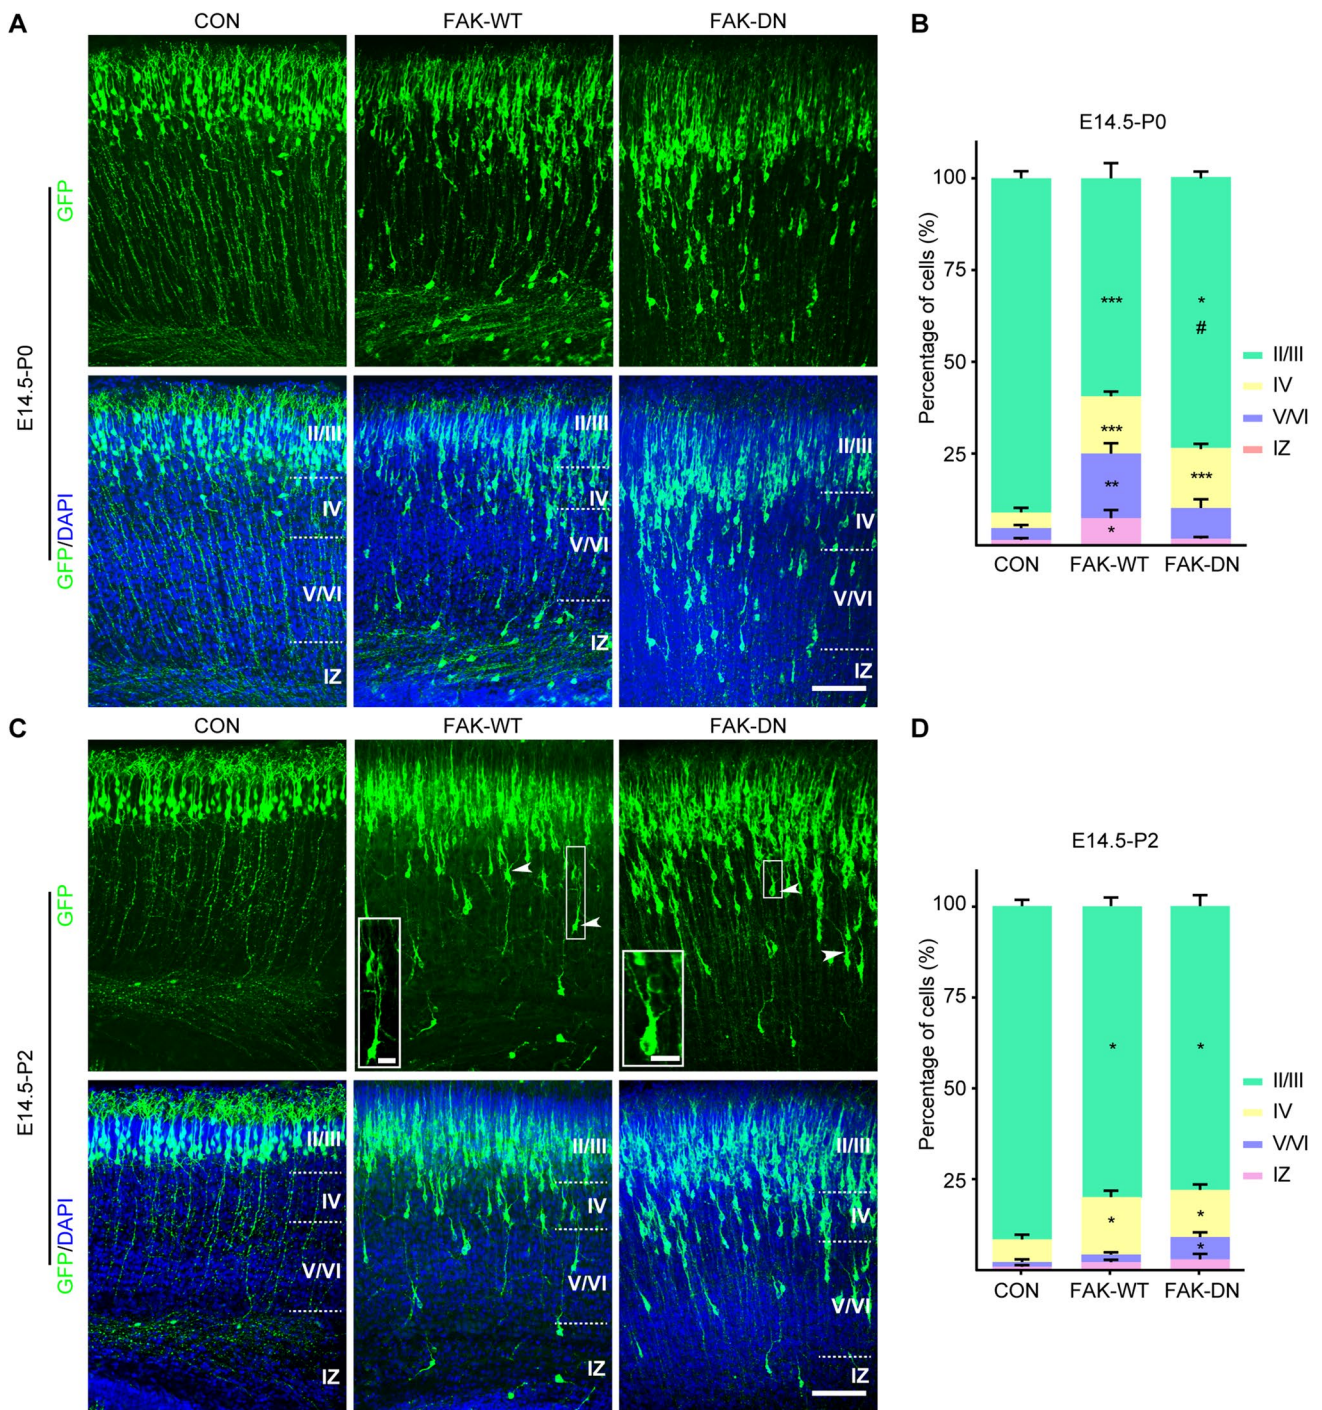 A
CON
FAK-WT
FAK-DN
E14.5-P0
GFP
GFP/DAPI
II/III
IV
V/VI
IZ
II/III
IV
V/VI
IZ
II/III
IV
V/VI
IZ
B
E14.5-P0
Percentage of cells (%)
100
75
50
25
***
***
**
*
*
#
***
CON
FAK-WT
FAK-DN
II/III
IV
V/VI
IZ
C
CON
FAK-WT
FAK-DN
E14.5-P2
GFP
GFP/DAPI
II/III
IV
V/VI
IZ
II/III
IV
V/VI
IZ
II/III
IV
V/VI
IZ
D
E14.5-P2
Percentage of cells (%)
100
75
50
25
*
*
*
*
*
CON
FAK-WT
FAK-DN
II/III
IV
V/VI
IZ